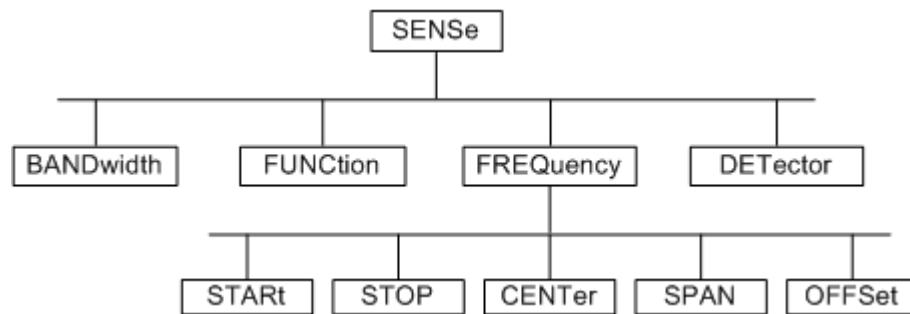 SENSe
BANDwidth FUNCtion FREQuency DETector
STARt STOP CENTer SPAN OFFSet